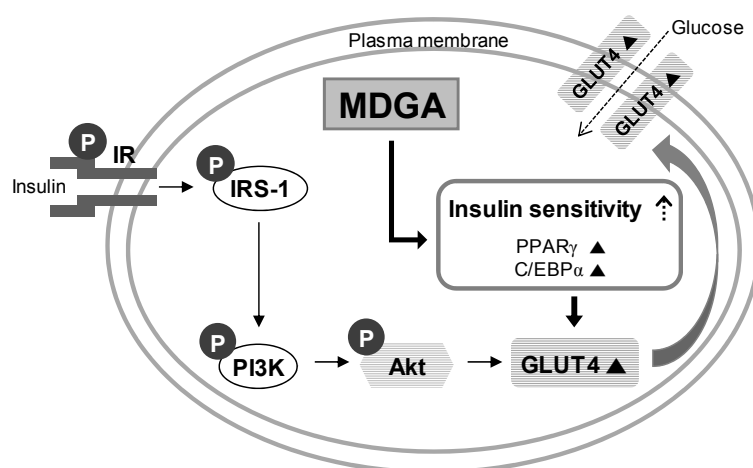 Plasma membrane
Glucose
GLUT4 ▲
GLUT4 ▲
MDGA
P
IR
Insulin
P
IRS-1
Insulin sensitivity
PPARγ ▲
C/EBPα ▲
P
PI3K
P
Akt
GLUT4 ▲